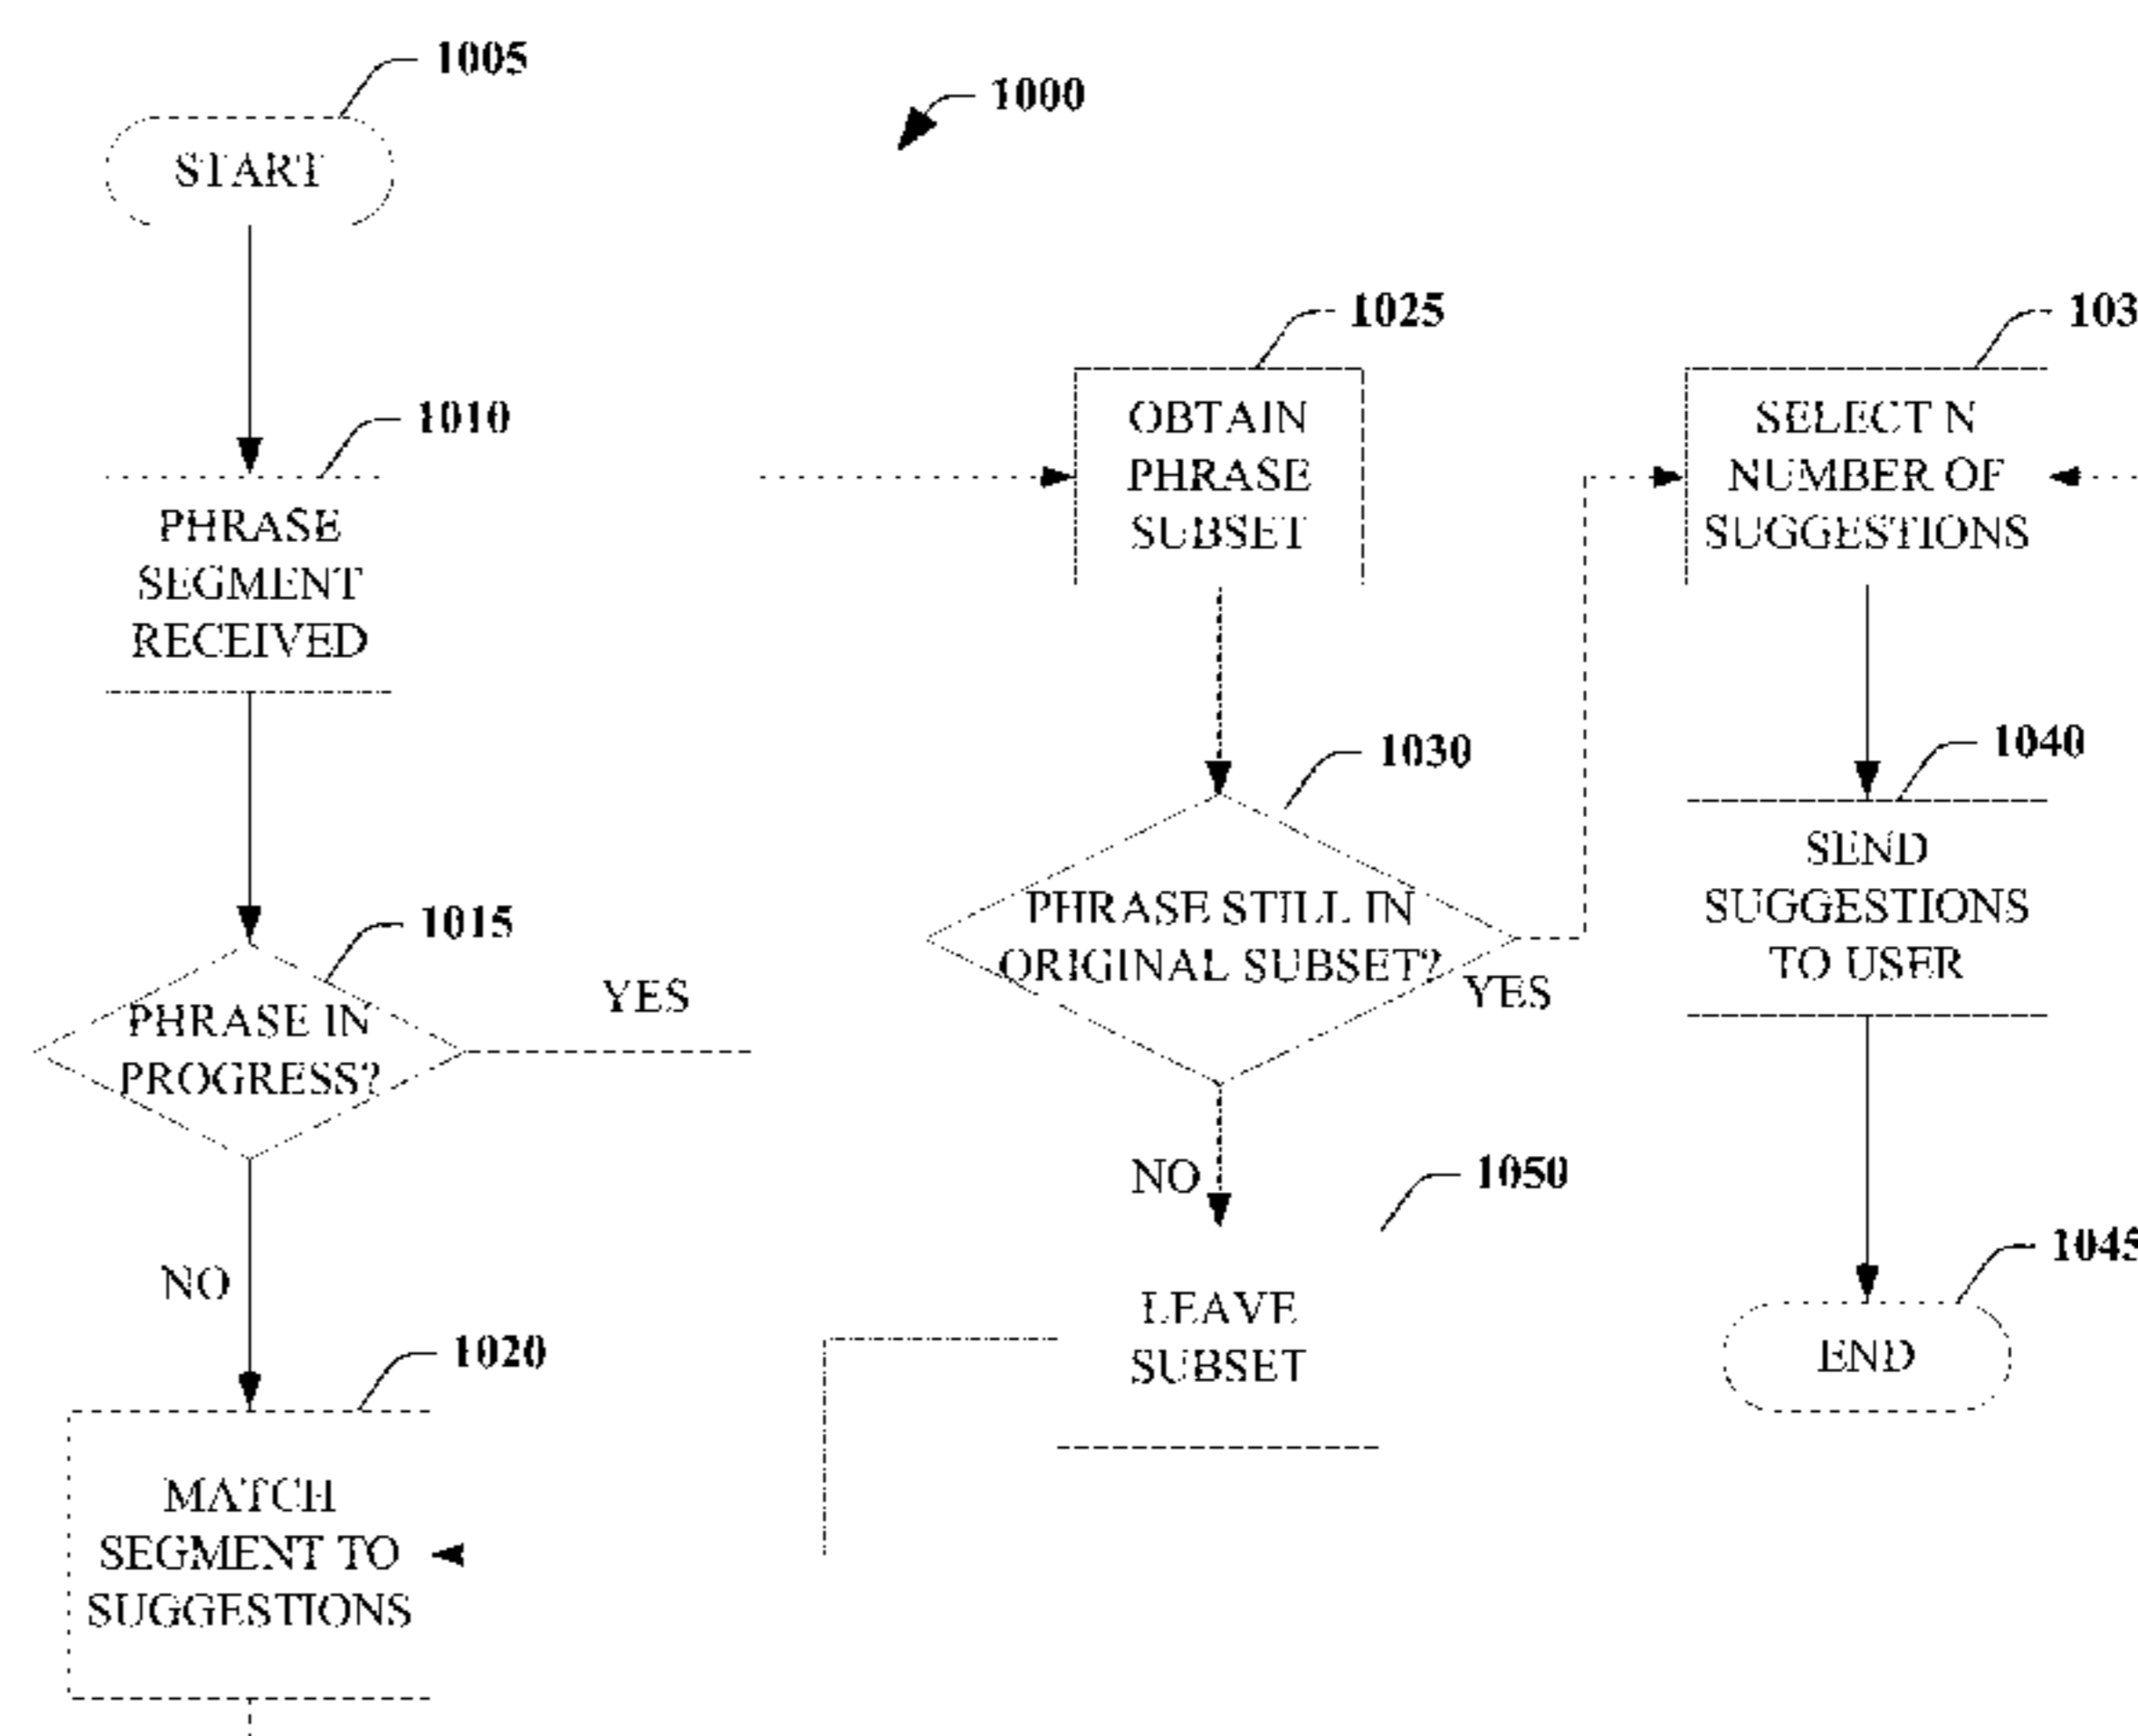 1005
START
1000
1010
PHRASE
SEGMENT
RECEIVED
1015
PHRASE IN
PROGRESS?
YES
NO
1020
MATCH
SEGMENT TO
SUGGESTIONS
1025
OBTAIN
PHRASE
SUBSET
1030
PHRASE STILL IN
ORIGINAL SUBSET?
YES
NO
1050
LEAVE
SUBSET
103
SELECT N
NUMBER OF
SUGGESTIONS
1040
SEND
SUGGESTIONS
TO USER
1045
END